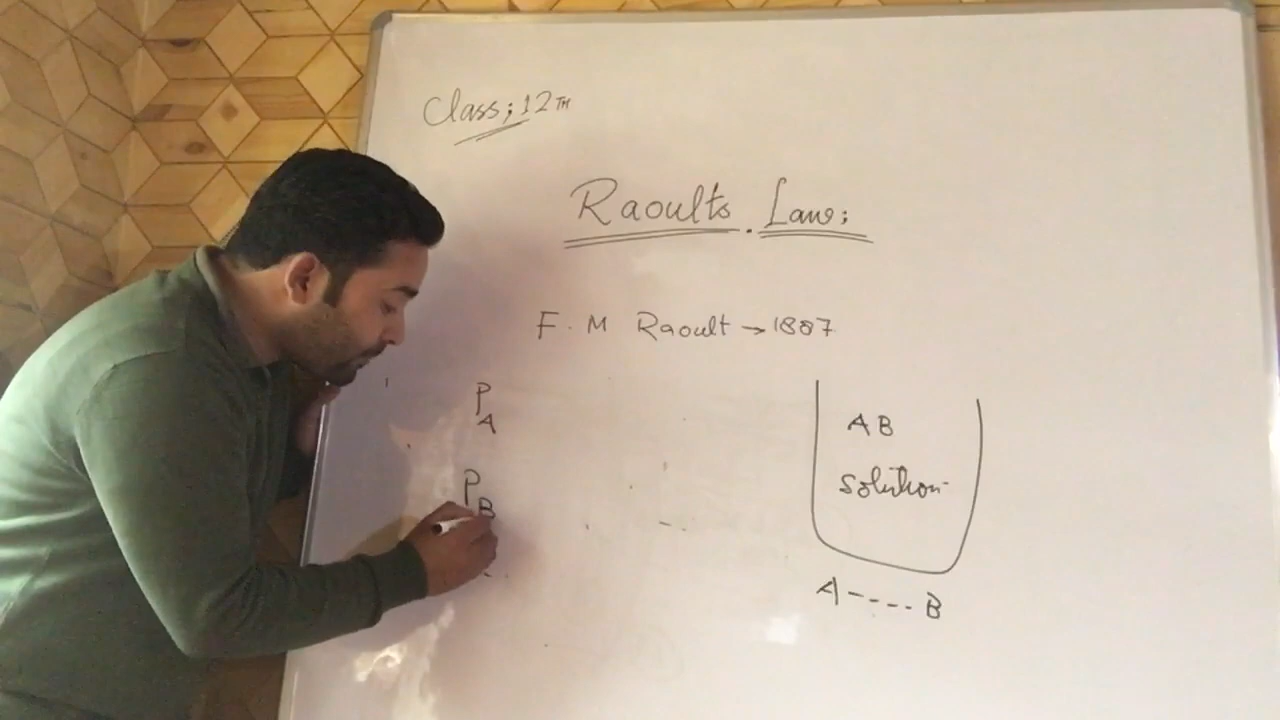 Class; 12TH
Raoults. Law;
F. M Raoult → 1887
PA
PB
AB
Solution
A----B